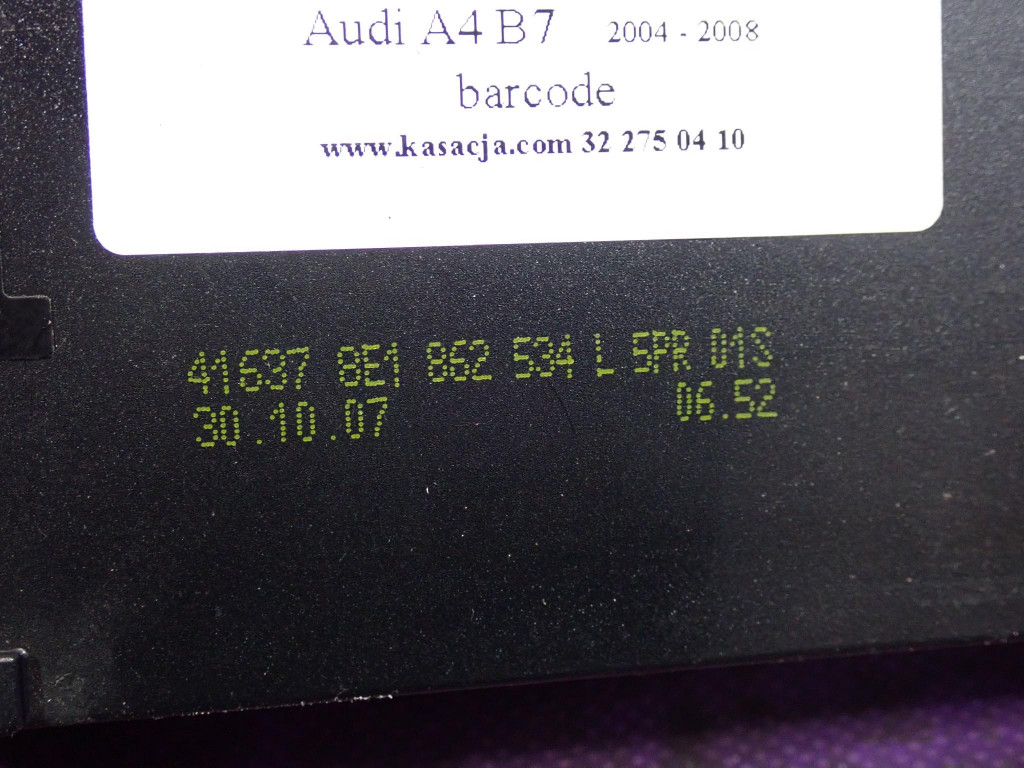 Audi A4 B7 2004 - 2008
barcode
www.kasacja.com 32 275 04 10
41637 8E1 862 534 L 5PR 01S
30.10.07 06.52